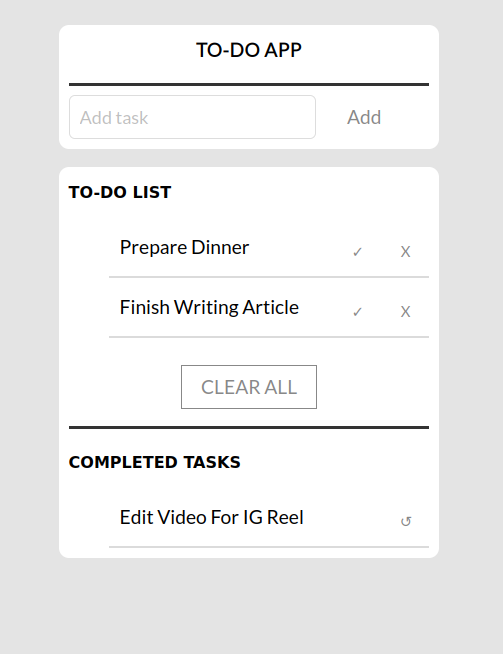 TO-DO APP
Add task Add
TO-DO LIST
Prepare Dinner ✓ X
Finish Writing Article ✓ X
CLEAR ALL
COMPLETED TASKS
Edit Video For IG Reel ↺